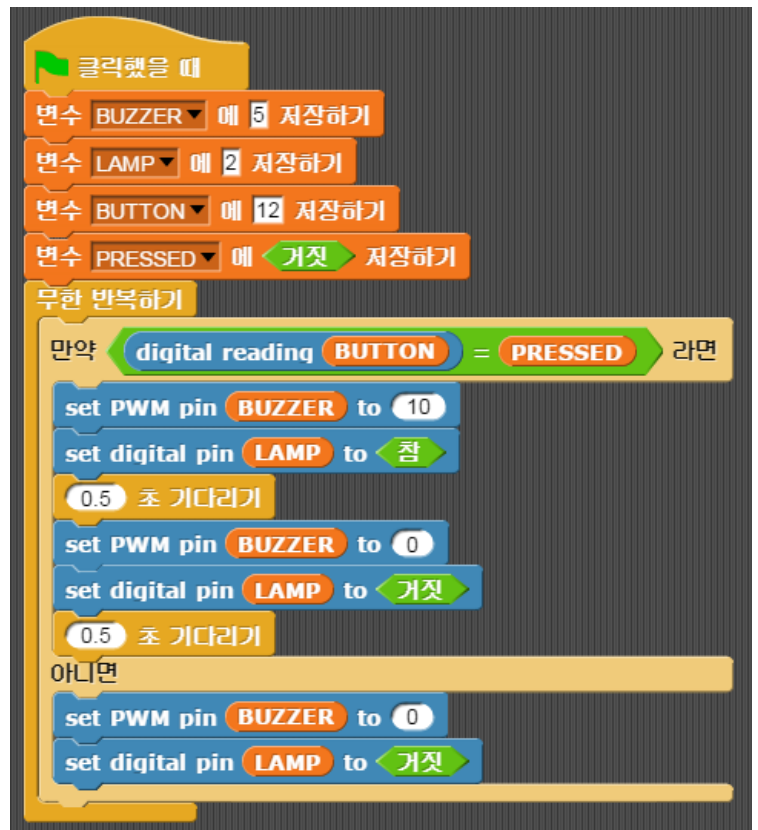 클릭했을 때
변수 BUZZER 에 5 저장하기
변수 LAMP 에 2 저장하기
변수 BUTTON 에 12 저장하기
변수 PRESSED 에 거짓 저장하기
무한 반복하기
만약 digital reading BUTTON = PRESSED 라면
set PWM pin BUZZER to 10
set digital pin LAMP to 참
0.5 초 기다리기
set PWM pin BUZZER to 0
set digital pin LAMP to 거짓
0.5 초 기다리기
아니면
set PWM pin BUZZER to 0
set digital pin LAMP to 거짓